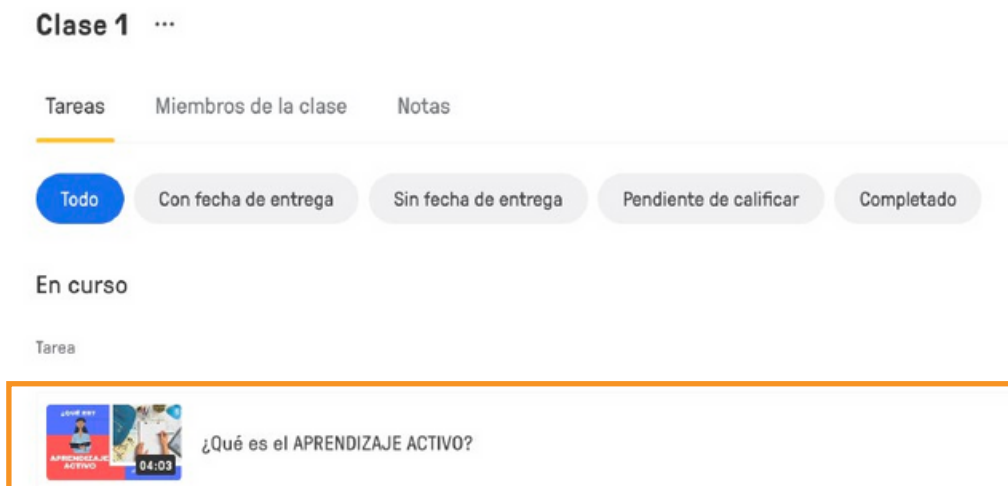 Clase 1 ...
Tareas Miembros de la clase Notas
Todo Con fecha de entrega Sin fecha de entrega Pendiente de calificar Completado
En curso
Tarea
¿QUÉ ES?
APRENDIZAJE
ACTIVO
04:03
¿Qué es el APRENDIZAJE ACTIVO?